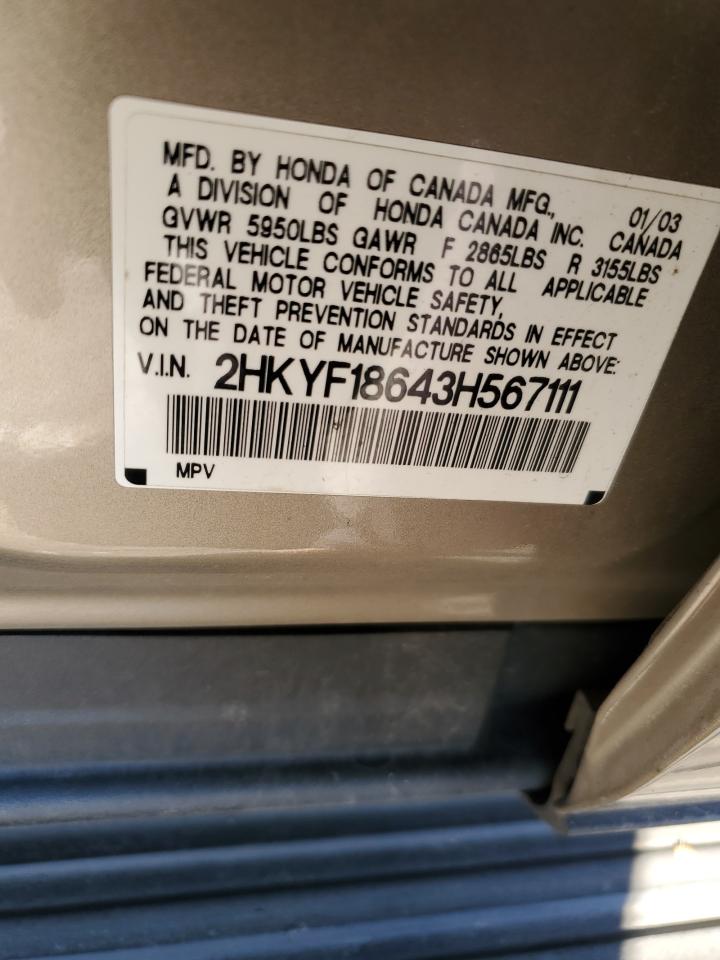 MFD. BY HONDA OF CANADA MFG., 01/03
A DIVISION OF HONDA CANADA INC. CANADA
GVWR 5950LBS GAWR F 2865LBS R 3155LBS
THIS VEHICLE CONFORMS TO ALL APPLICABLE
FEDERAL MOTOR VEHICLE SAFETY,
AND THEFT PREVENTION STANDARDS IN EFFECT
ON THE DATE OF MANUFACTURE SHOWN ABOVE:
V.I.N. 2HKYF18643H567111
MPV